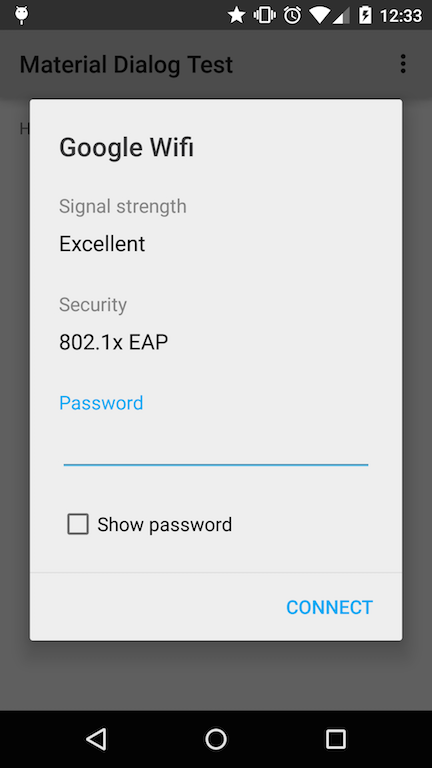 12:33
Material Dialog Test
H
Google Wifi
Signal strength
Excellent
Security
802.1x EAP
Password
Show password
CONNECT